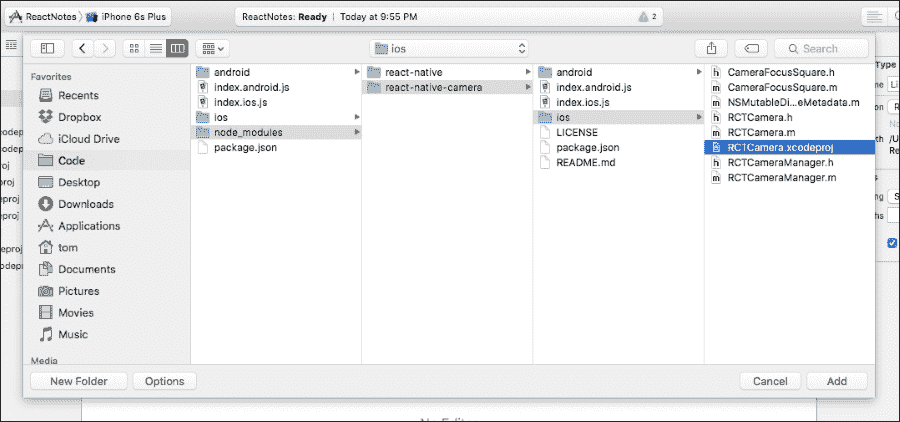 ReactNotes iPhone 6s Plus
ReactNotes: Ready | Today at 9:55 PM
2
ios
Search
Favorites
Recents
Dropbox
iCloud Drive
Code
Desktop
Downloads
Applications
tom
Documents
Pictures
Movies
Music
Media
android
index.android.js
index.ios.js
ios
node_modules
package.json
react-native
react-native-camera
android
index.android.js
index.ios.js
ios
LICENSE
package.json
README.md
CameraFocusSquare.h
CameraFocusSquare.m
NSMutableDi...eMetadata.m
RCTCamera.h
RCTCamera.m
RCTCamera.xcodeproj
RCTCameraManager.h
RCTCameraManager.m
New Folder
Options
Cancel
Add
Type